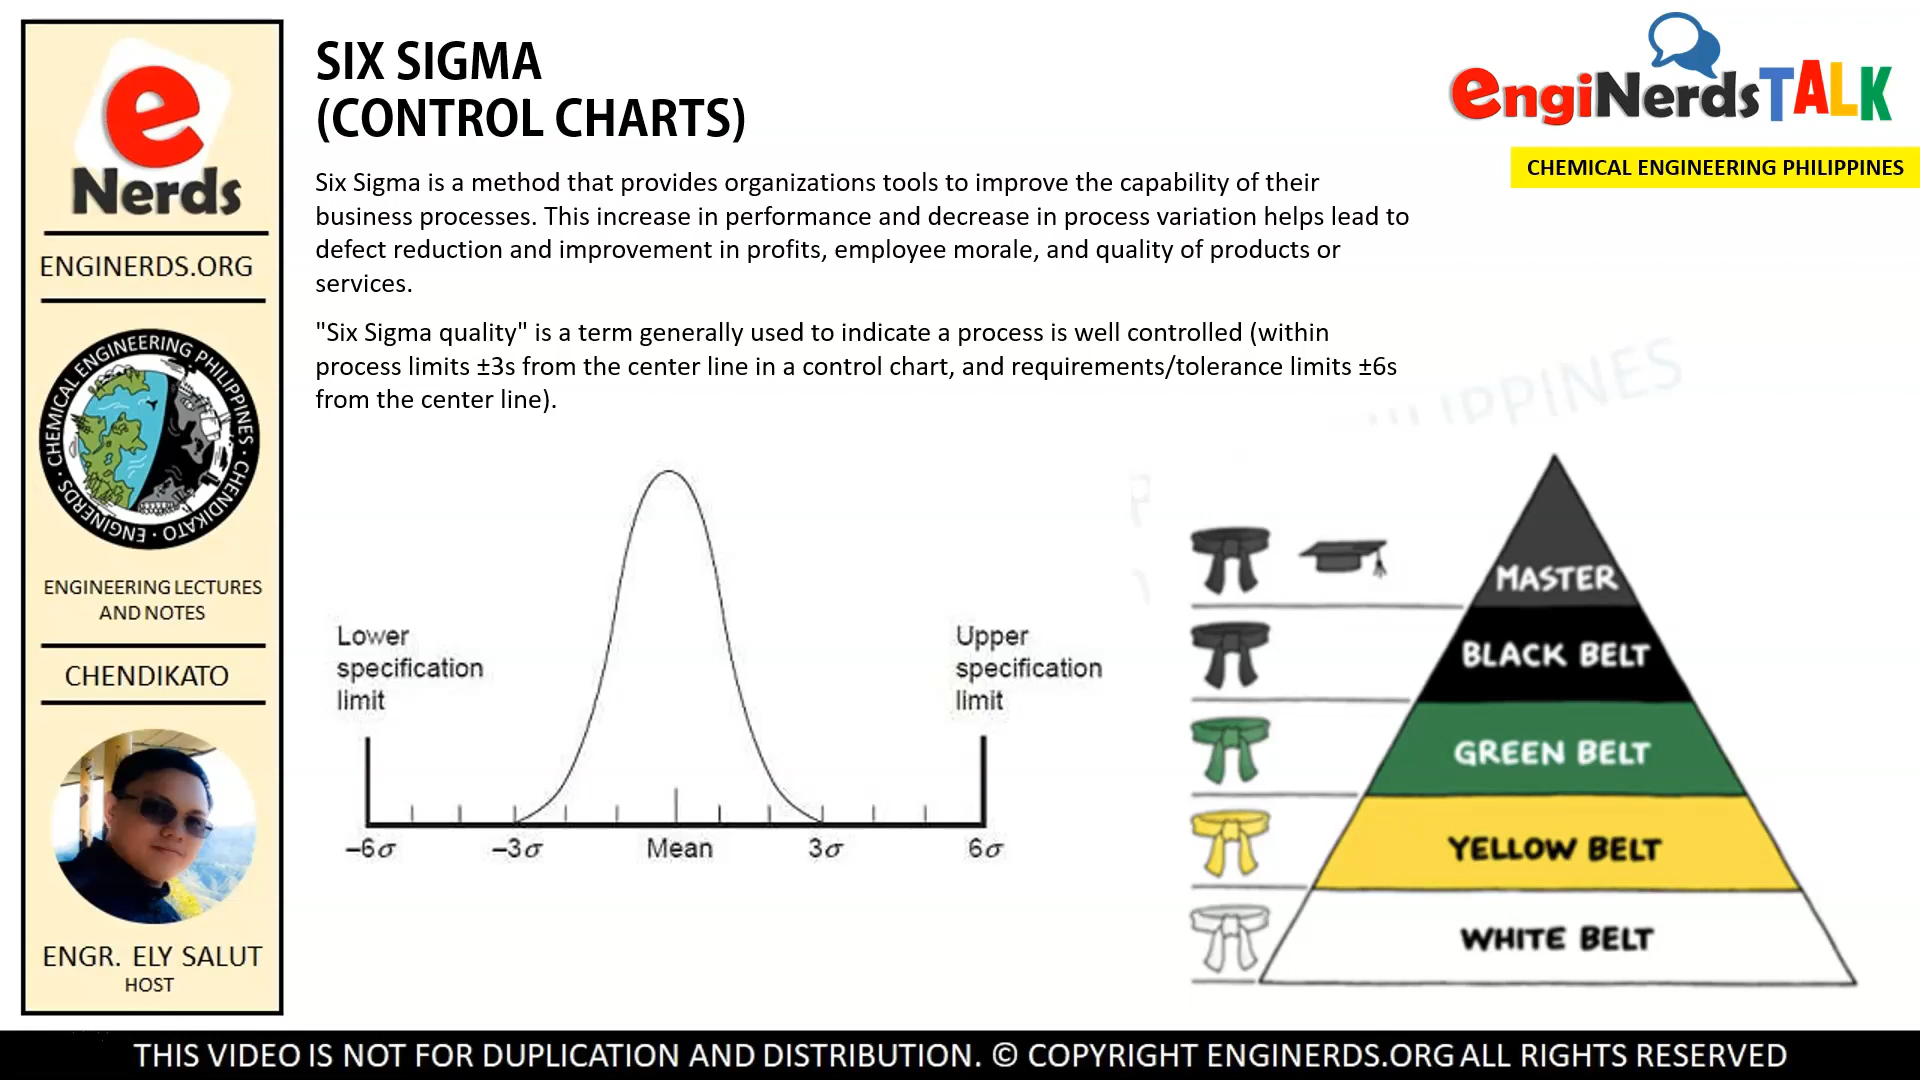 e
Nerds
ENGINERDS.ORG
CHEMICAL ENGINEERING PHILIPPINES · CHENDIKATO · ENGINERDS ·
ENGINEERING LECTURES
AND NOTES
CHENDIKATO
ENGR. ELY SALUT
HOST
SIX SIGMA
(CONTROL CHARTS)
Six Sigma is a method that provides organizations tools to improve the capability of their
business processes. This increase in performance and decrease in process variation helps lead to
defect reduction and improvement in profits, employee morale, and quality of products or
services.
"Six Sigma quality" is a term generally used to indicate a process is well controlled (within
process limits ±3s from the center line in a control chart, and requirements/tolerance limits ±6s
from the center line).
engiNerdsTALK
CHEMICAL ENGINEERING PHILIPPINES
Lower
specification
limit
Upper
specification
limit
−6σ −3σ Mean 3σ 6σ
MASTER
BLACK BELT
GREEN BELT
YELLOW BELT
WHITE BELT
THIS VIDEO IS NOT FOR DUPLICATION AND DISTRIBUTION. © COPYRIGHT ENGINERDS.ORG ALL RIGHTS RESERVED